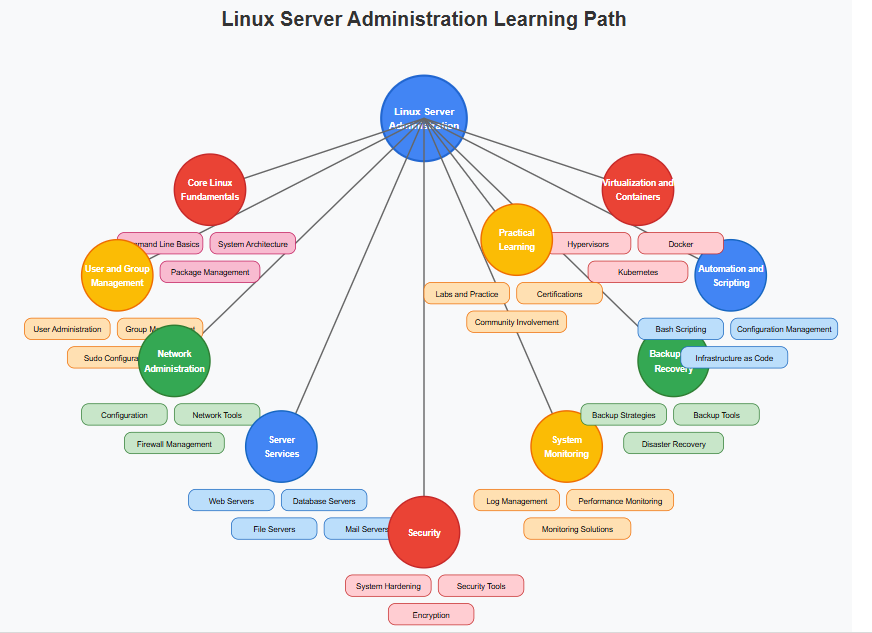 Linux Server Administration Learning Path
Linux Server
Administration
Core Linux
Fundamentals
Virtualization and
Containers
Practical
Learning
mand Line Basics
System Architecture
Hypervisors
Docker
Package Management
Kubernetes
User and Group
Management
Automation and
Scripting
Labs and Practice
Certifications
Community Involvement
User Administration
Group M
Bash Scripting
Configuration Management
Sudo Configura
Network
Administration
Backup
Recovery
Infrastructure as Code
Configuration
Network Tools
Backup Strategies
Backup Tools
Firewall Management
Disaster Recovery
Server
Services
System
Monitoring
Web Servers
Database Servers
Log Management
Performance Monitoring
File Servers
Mail Servers
Monitoring Solutions
Security
System Hardening
Security Tools
Encryption